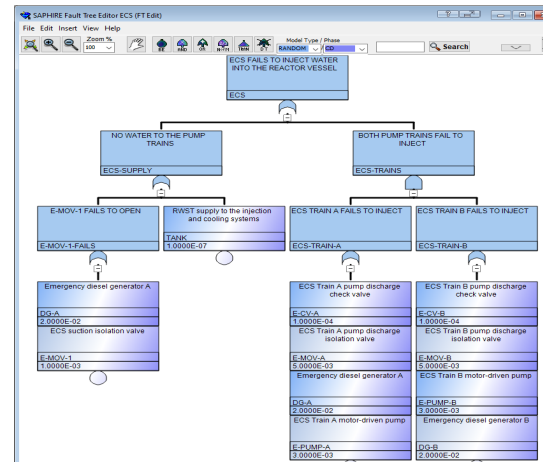 SAPHIRE Fault Tree Editor ECS (FT Edit)
File Edit Insert View Help
Zoom %
100
BE
AND
OR
N/M
TRAN
Model Type / Phase
RANDOM / CD
Search
ECS FAILS TO INJECT WATER
INTO THE REACTOR VESSEL
ECS
NO WATER TO THE PUMP
TRAINS
ECS-SUPPLY
BOTH PUMP TRAINS FAIL TO
INJECT
ECS-TRAINS
E-MOV-1 FAILS TO OPEN
E-MOV-1-FAILS
RWST supply to the injection
and cooling systems
TANK
1.0000E-07
ECS TRAIN A FAILS TO INJECT
ECS-TRAIN-A
ECS TRAIN B FAILS TO INJECT
ECS-TRAIN-B
Emergency diesel generator A
DG-A
2.0000E-02
ECS suction isolation valve
E-MOV-1
1.0000E-03
ECS Train A pump discharge
check valve
E-CV-A
1.0000E-04
ECS Train A pump discharge
isolation valve
E-MOV-A
5.0000E-03
Emergency diesel generator A
DG-A
2.0000E-02
ECS Train A motor-driven pump
E-PUMP-A
3.0000E-03
ECS Train B pump discharge
check valve
E-CV-B
1.0000E-04
ECS Train B pump discharge
isolation valve
E-MOV-B
5.0000E-03
ECS Train B motor-driven pump
E-PUMP-B
3.0000E-03
Emergency diesel generator B
DG-B
2.0000E-02